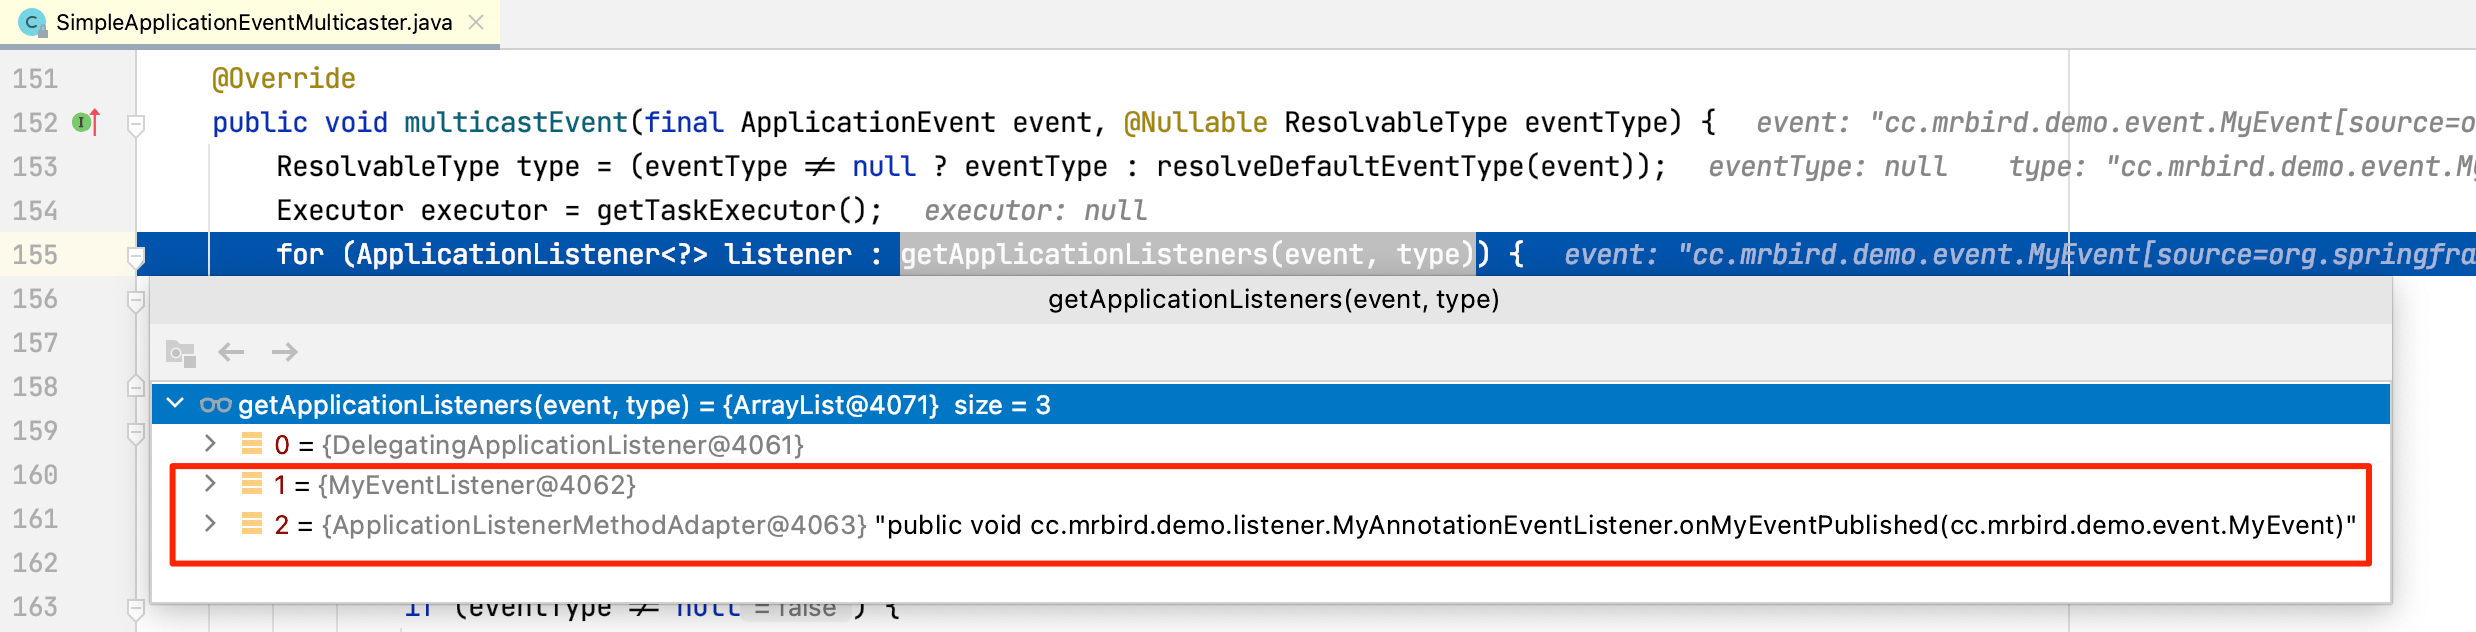 SimpleApplicationEventMulticaster.java
151 @Override
152 public void multicastEvent(final ApplicationEvent event, @Nullable ResolvableType eventType) { event: "cc.mrbird.demo.event.MyEvent[source=o
153 ResolvableType type = (eventType ≠ null ? eventType : resolveDefaultEventType(event)); eventType: null type: "cc.mrbird.demo.event.My
154 Executor executor = getTaskExecutor(); executor: null
155 for (ApplicationListener<?> listener : getApplicationListeners(event, type)) { event: "cc.mrbird.demo.event.MyEvent[source=org.springfra
156 getApplicationListeners(event, type)
157
158 getApplicationListeners(event, type) = {ArrayList@4071} size = 3
159 0 = {DelegatingApplicationListener@4061}
160 1 = {MyEventListener@4062}
161 2 = {ApplicationListenerMethodAdapter@4063} "public void cc.mrbird.demo.listener.MyAnnotationEventListener.onMyEventPublished(cc.mrbird.demo.event.MyEvent)"
162
163 if (eventType ≠ null = false ) {